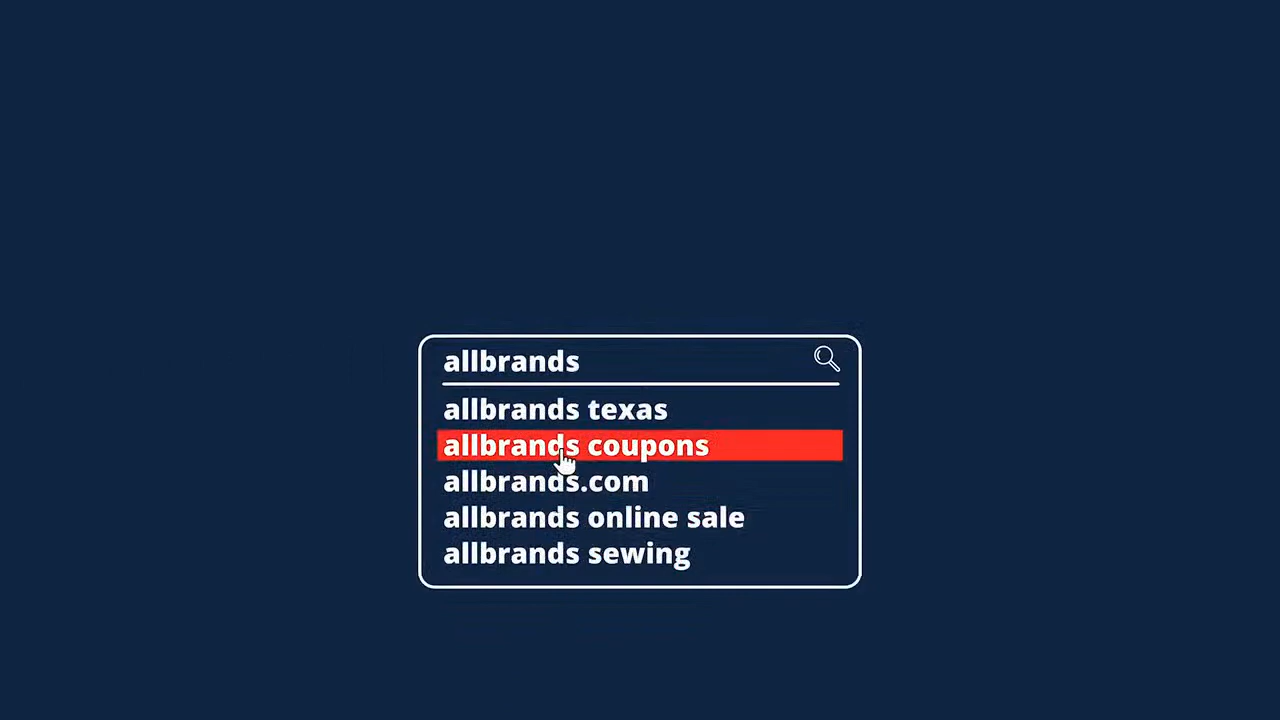 allbrands
allbrands texas
allbrands coupons
allbrands.com
allbrands online sale
allbrands sewing